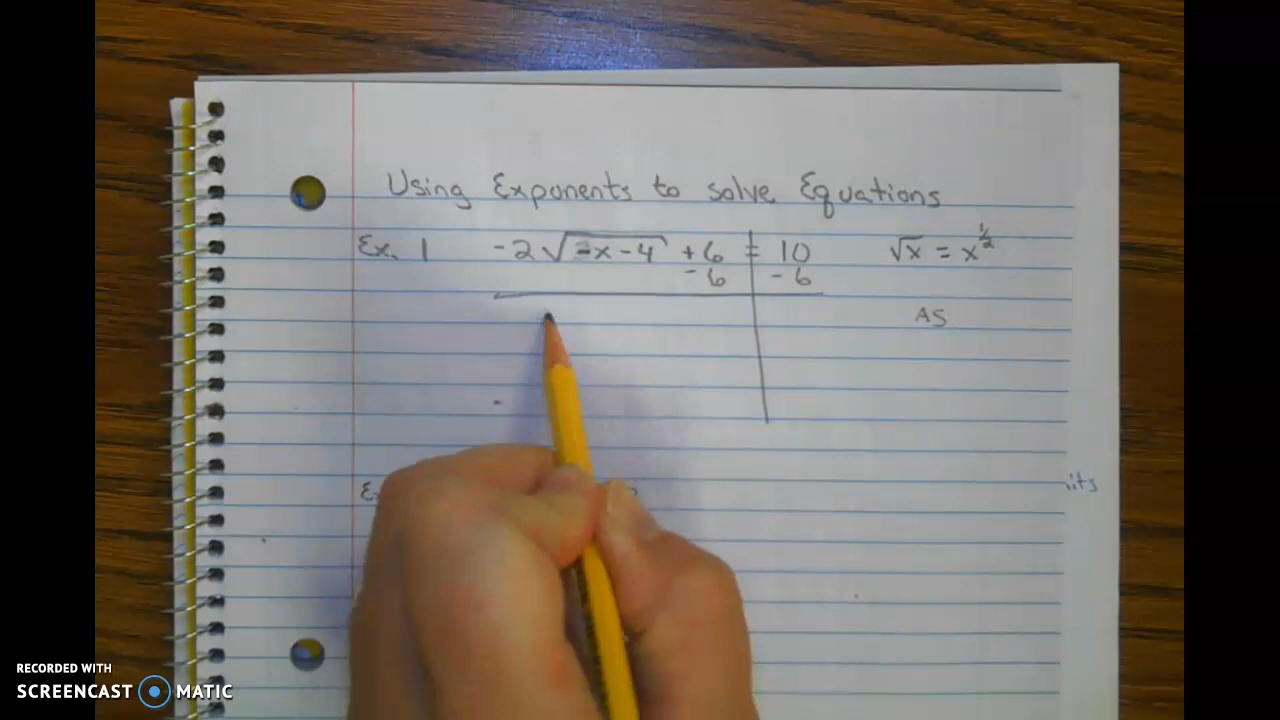 Using Exponents to solve Equations
Ex. 1 -2√(2x-4) +6 = 10 √x = x^½
-6 -6
AS
RECORDED WITH
SCREENCAST MATIC